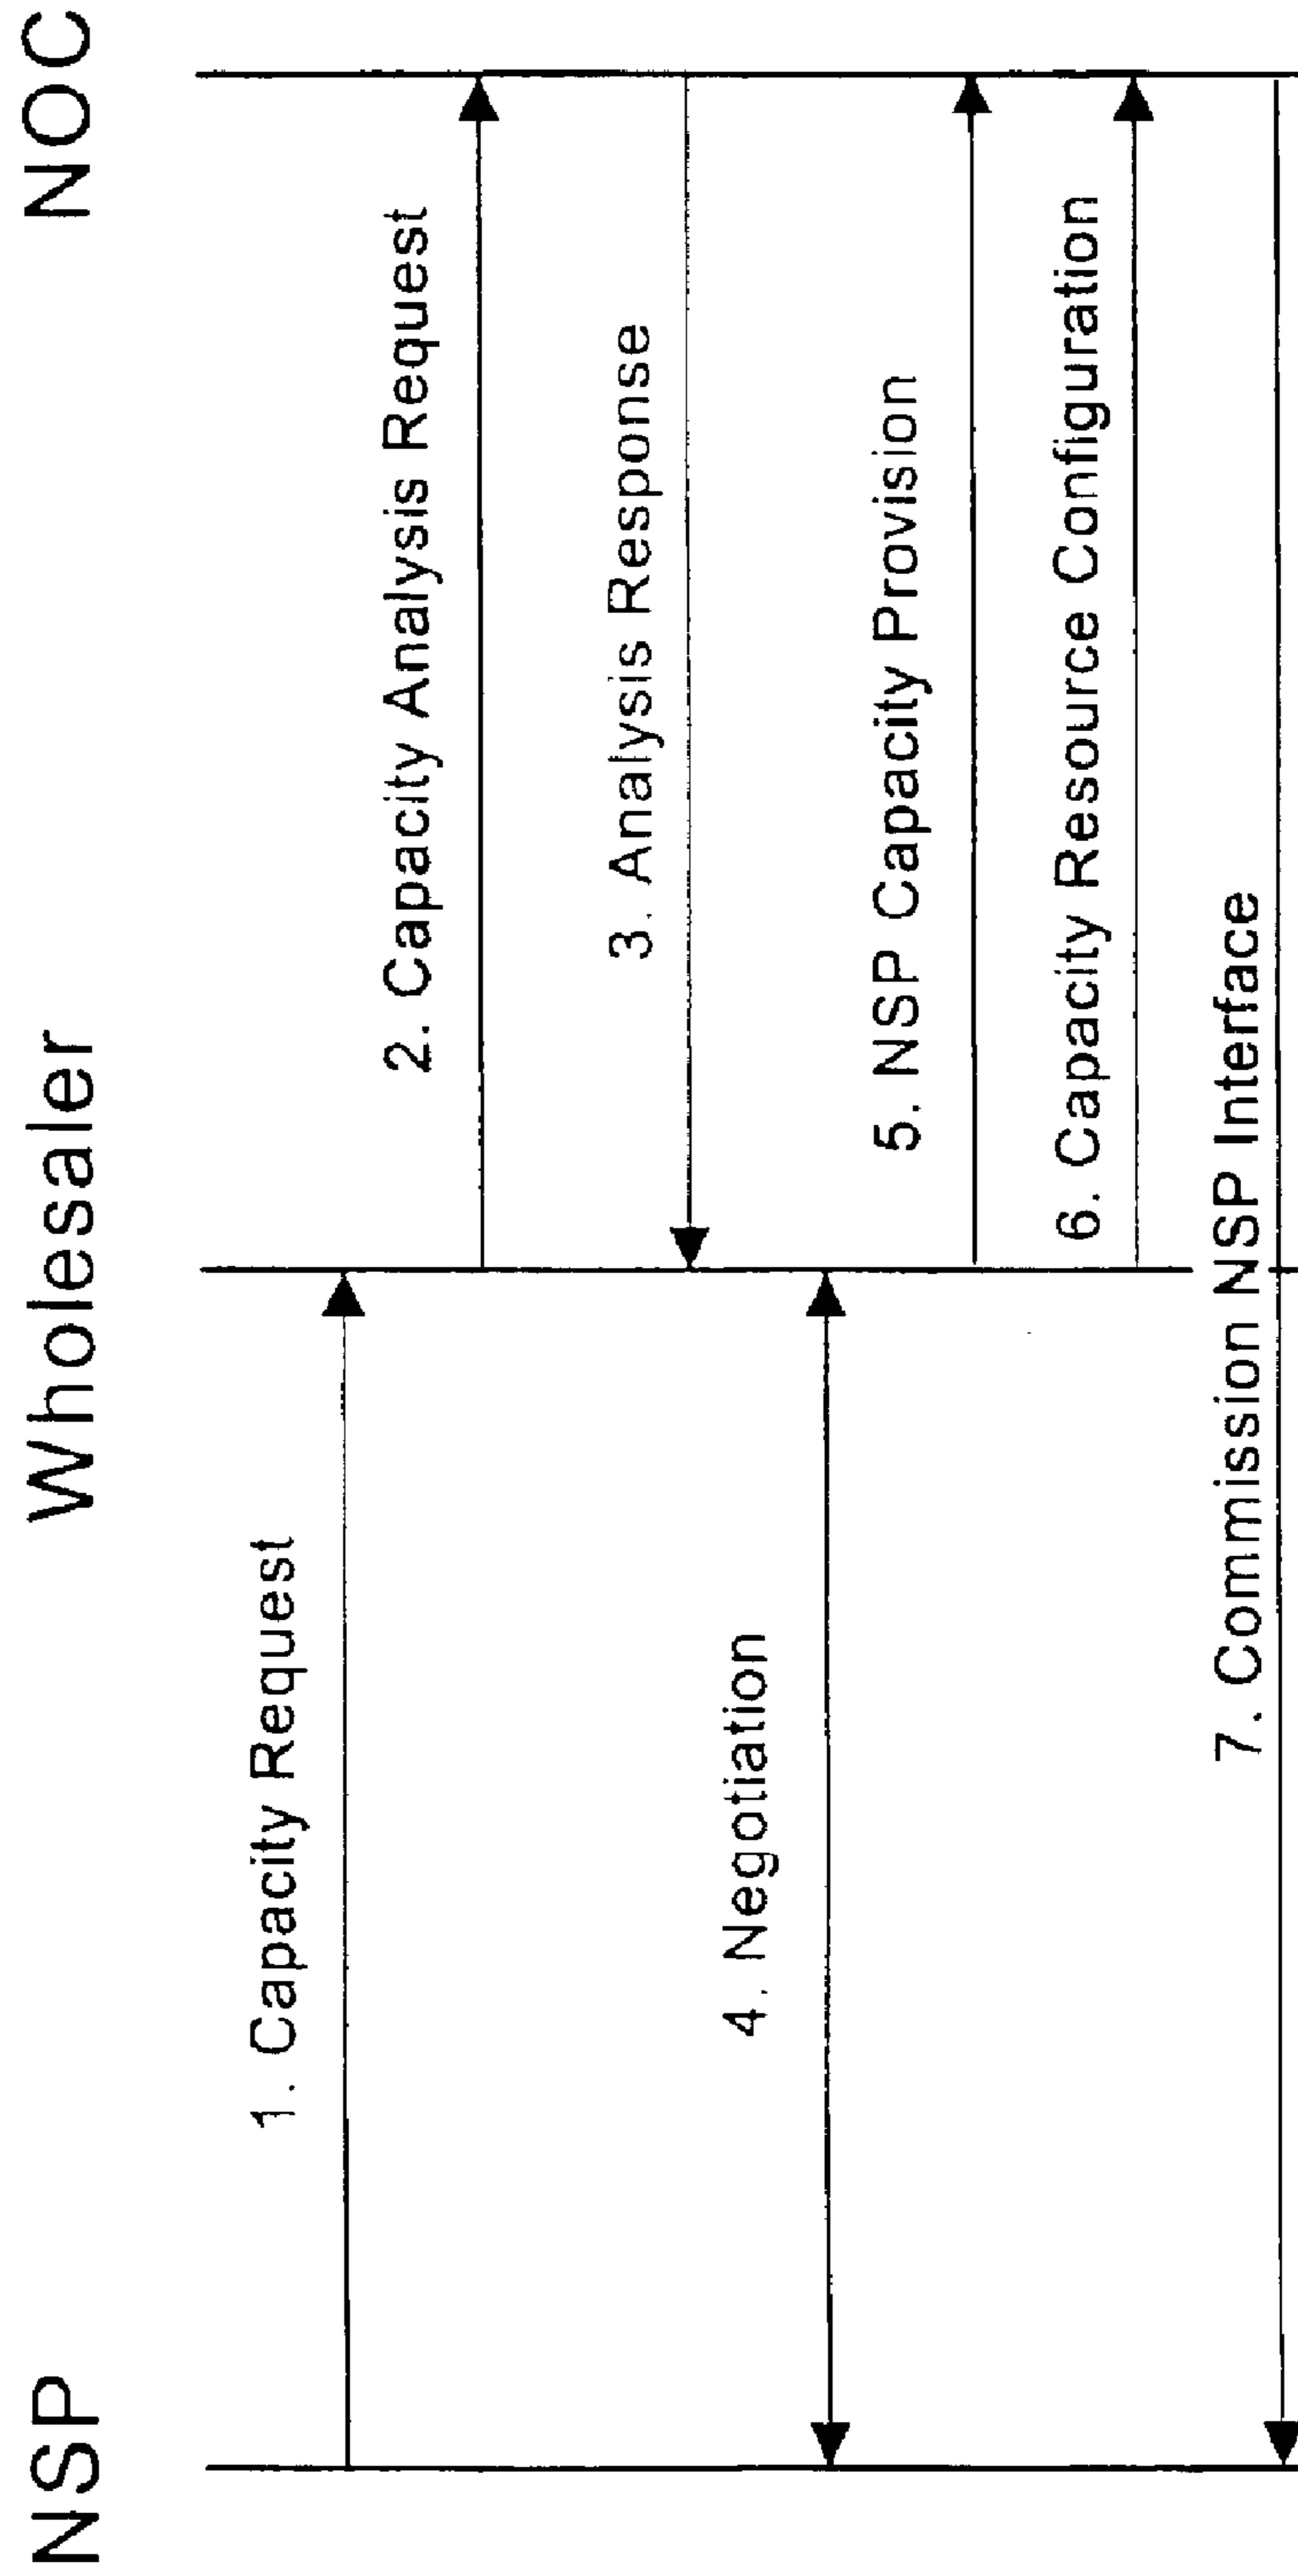 NSP
Wholesaler
NOC
1. Capacity Request
2. Capacity Analysis Request
3. Analysis Response
4. Negotiation
5. NSP Capacity Provision
6. Capacity Resource Configuration
7. Commission NSP Interface